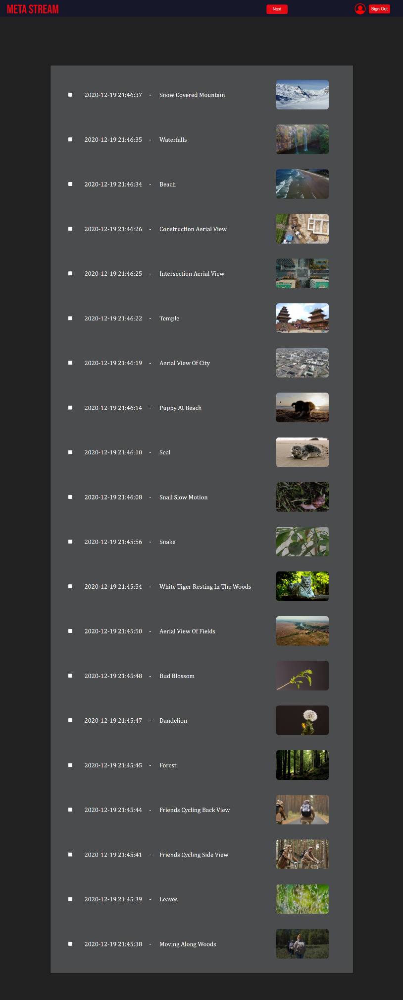 META STREAM
Next
Sign Out
2020-12-19 21:46:37 - Snow Covered Mountain
2020-12-19 21:46:35 - Waterfalls
2020-12-19 21:46:34 - Beach
2020-12-19 21:46:26 - Construction Aerial View
2020-12-19 21:46:25 - Intersection Aerial View
2020-12-19 21:46:22 - Temple
2020-12-19 21:46:19 - Aerial View Of City
2020-12-19 21:46:14 - Puppy At Beach
2020-12-19 21:46:10 - Seal
2020-12-19 21:46:08 - Snail Slow Motion
2020-12-19 21:45:56 - Snake
2020-12-19 21:45:54 - White Tiger Resting In The Woods
2020-12-19 21:45:50 - Aerial View Of Fields
2020-12-19 21:45:48 - Bud Blossom
2020-12-19 21:45:47 - Dandelion
2020-12-19 21:45:45 - Forest
2020-12-19 21:45:44 - Friends Cycling Back View
2020-12-19 21:45:41 - Friends Cycling Side View
2020-12-19 21:45:39 - Leaves
2020-12-19 21:45:38 - Moving Along Woods